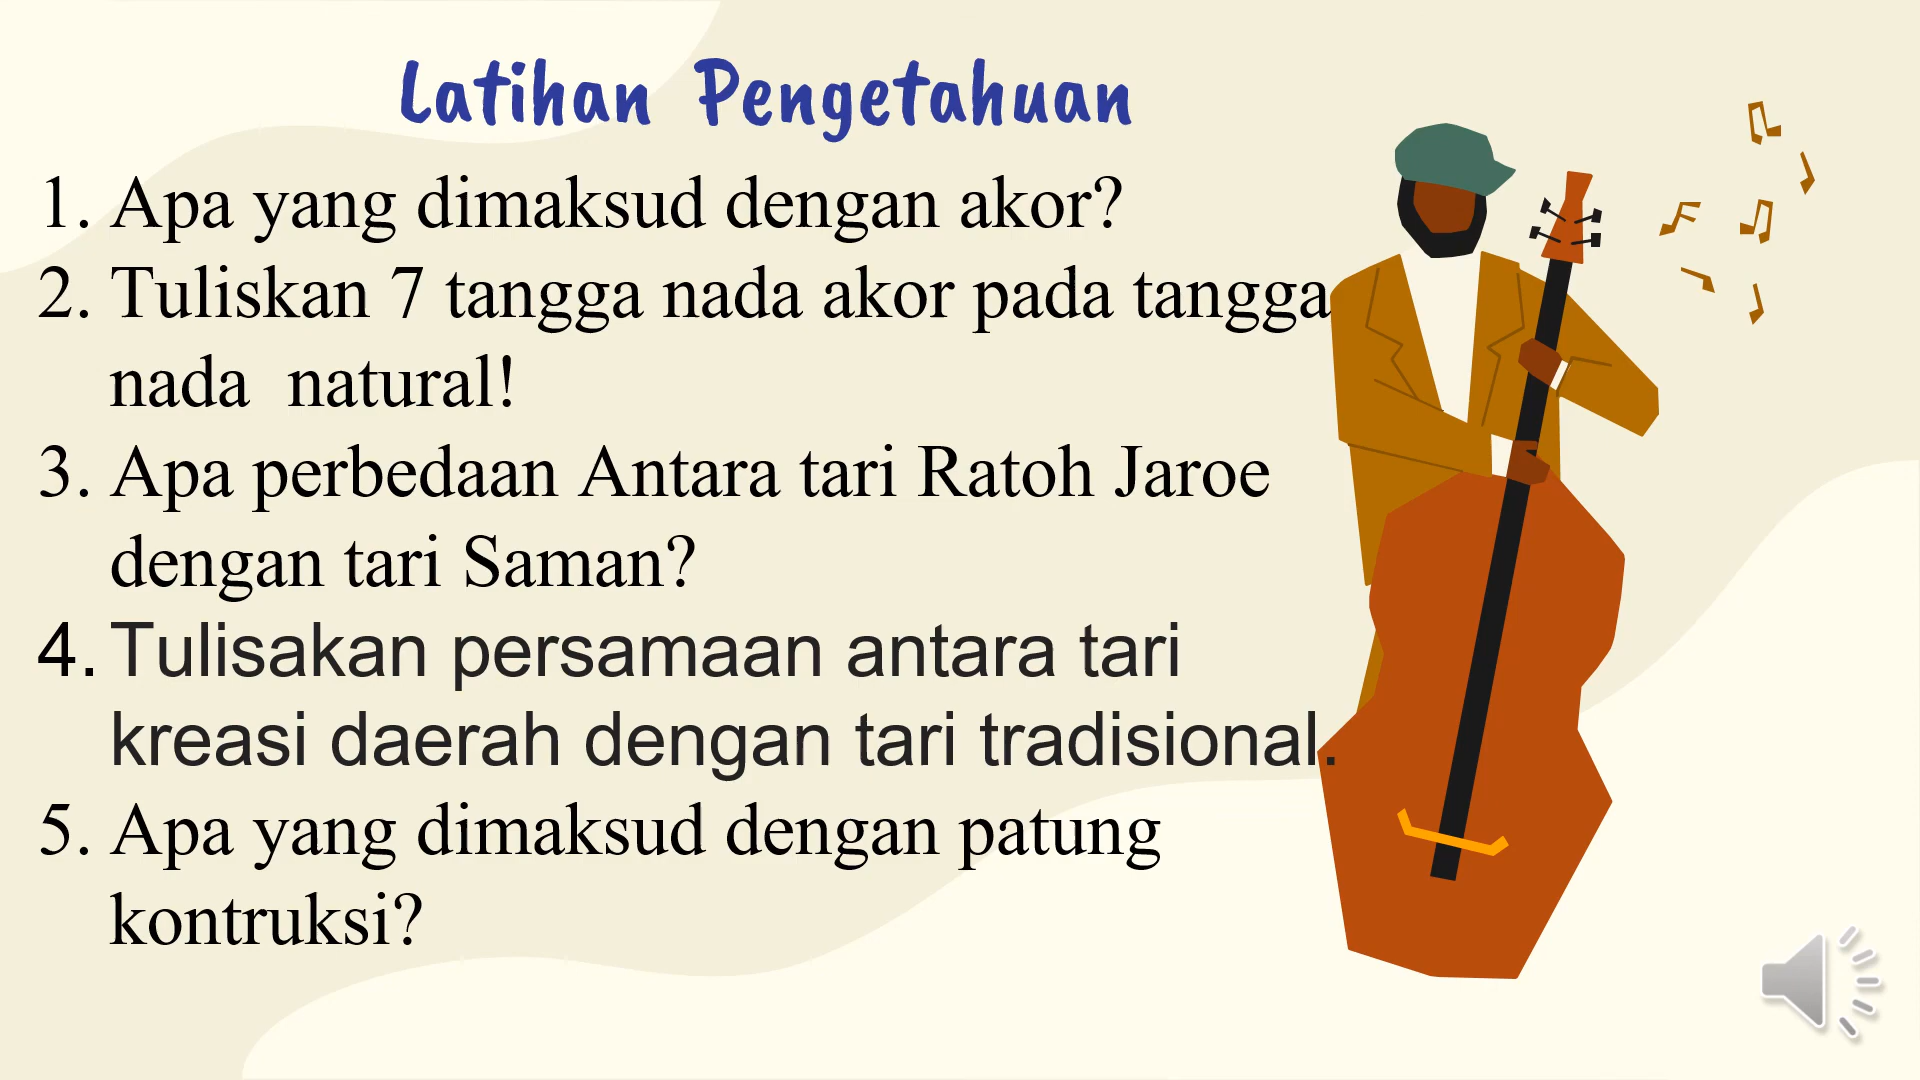 Latihan Pengetahuan
1. Apa yang dimaksud dengan akor?
2. Tuliskan 7 tangga nada akor pada tangga
nada natural!
3. Apa perbedaan Antara tari Ratoh Jaroe
dengan tari Saman?
4. Tulisakan persamaan antara tari
kreasi daerah dengan tari tradisional.
5. Apa yang dimaksud dengan patung
kontruksi?